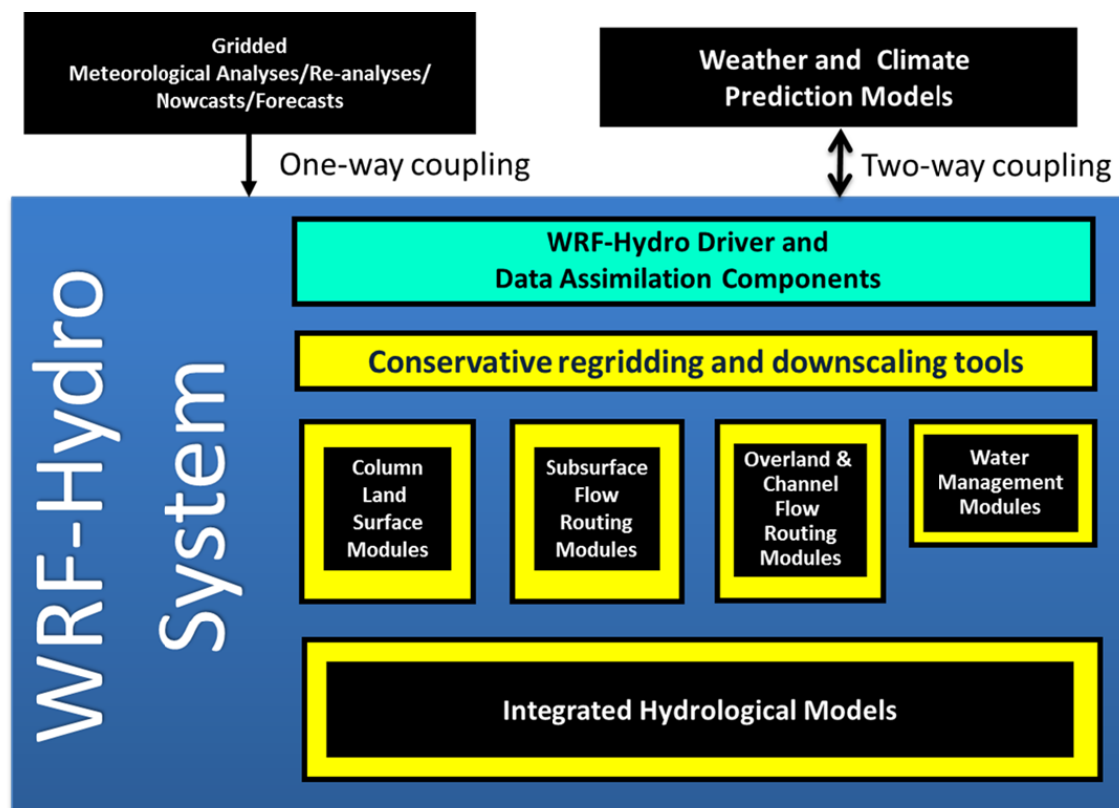 Gridded
Meteorological Analyses/Re-analyses/
Nowcasts/Forecasts
Weather and Climate
Prediction Models
One-way coupling
Two-way coupling
WRF-Hydro
System
WRF-Hydro Driver and
Data Assimilation Components
Conservative regridding and downscaling tools
Column
Land
Surface
Modules
Subsurface
Flow
Routing
Modules
Overland &
Channel
Flow
Routing
Modules
Water
Management
Modules
Integrated Hydrological Models